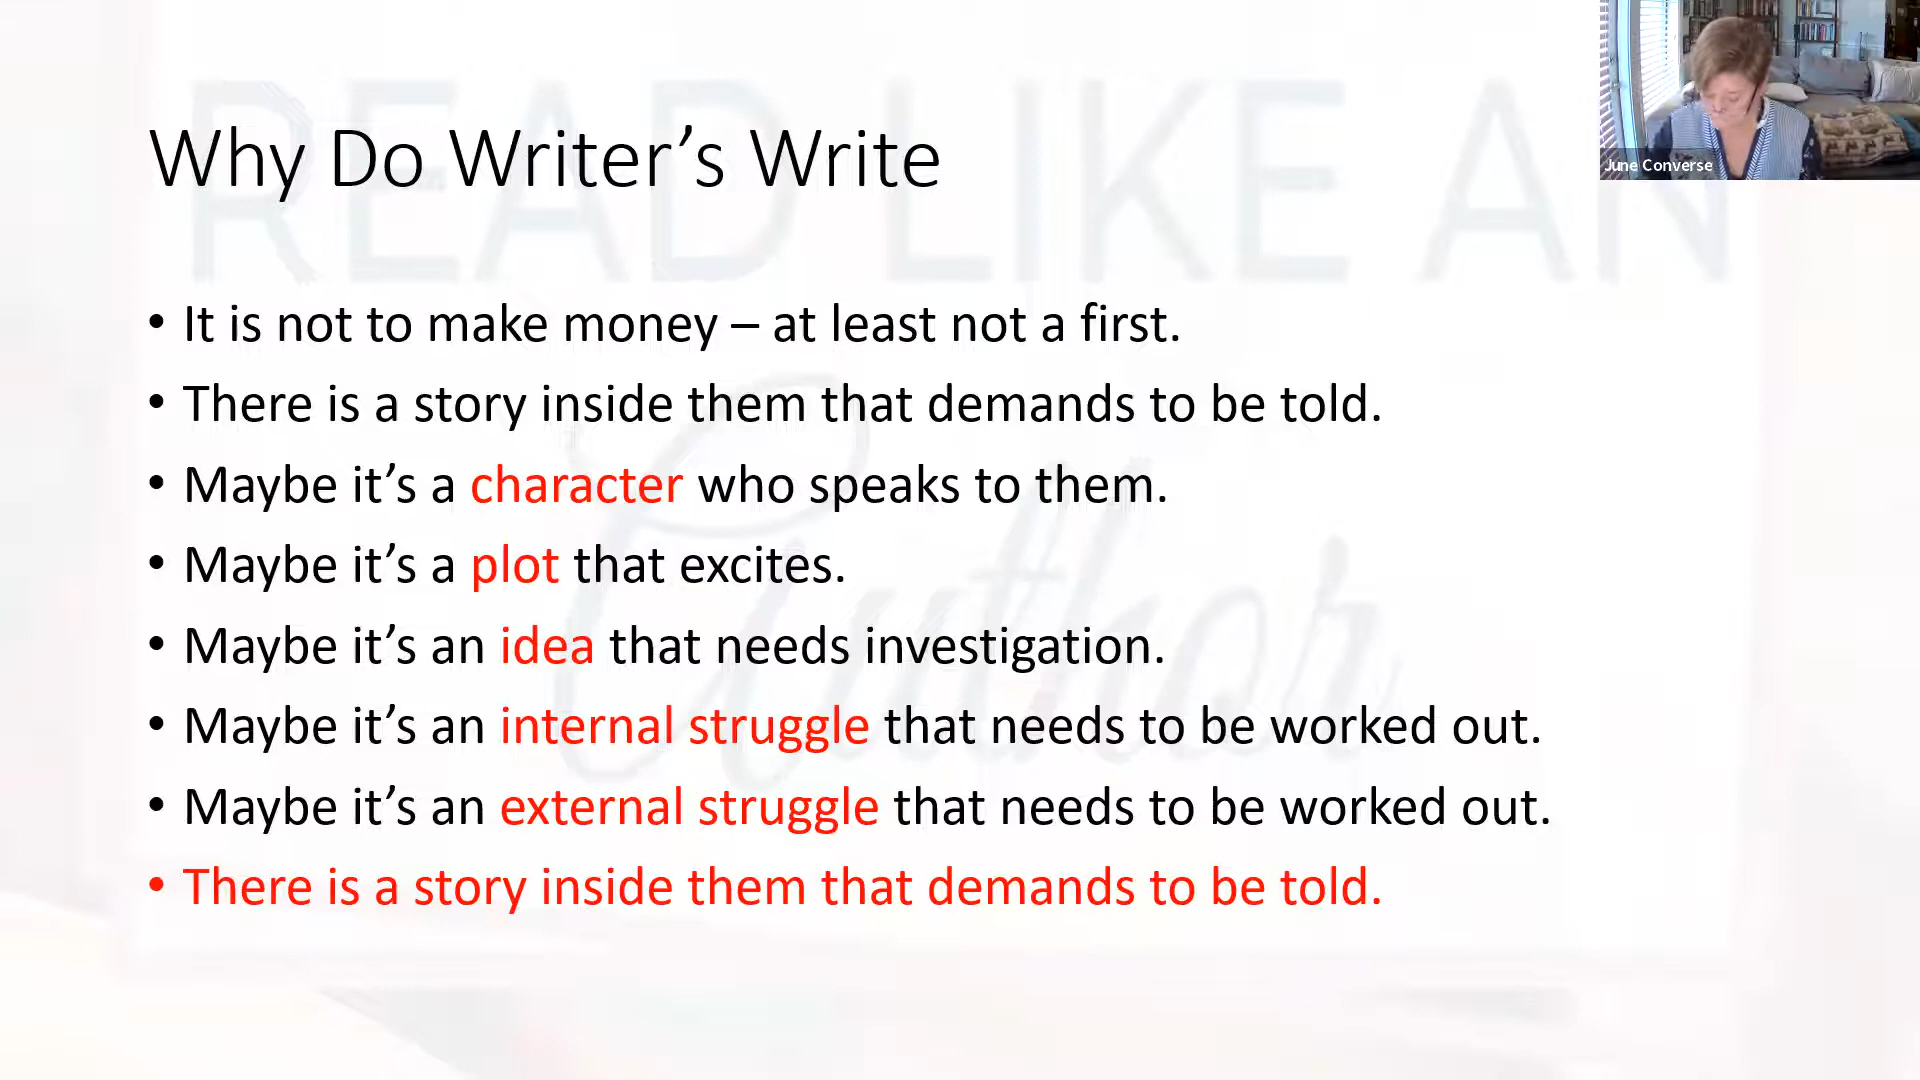 READ LIKE AN
Author
June Converse
Why Do Writer’s Write
• It is not to make money – at least not a first.
• There is a story inside them that demands to be told.
• Maybe it’s a character who speaks to them.
• Maybe it’s a plot that excites.
• Maybe it’s an idea that needs investigation.
• Maybe it’s an internal struggle that needs to be worked out.
• Maybe it’s an external struggle that needs to be worked out.
• There is a story inside them that demands to be told.